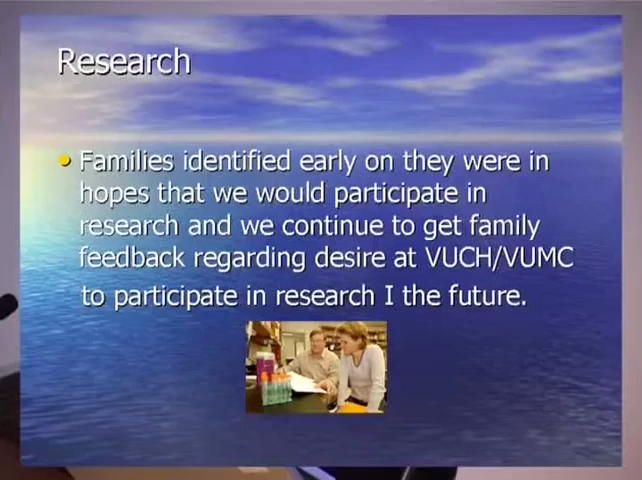 Research
Families identified early on they were in
hopes that we would participate in
research and we continue to get family
feedback regarding desire at VUCH/VUMC
to participate in research I the future.